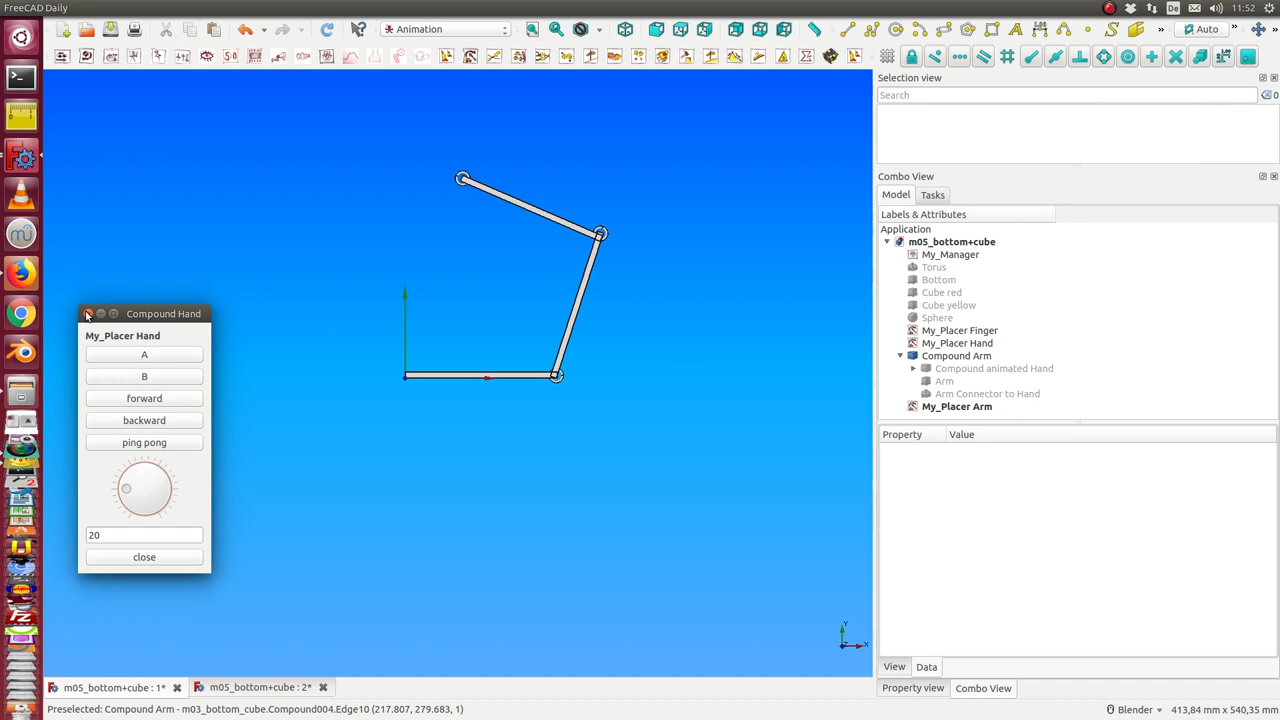 FreeCAD Daily
De
11:52
Animation
Auto
Selection view
Search
0
Combo View
Model
Tasks
Labels & Attributes
Application
m05_bottom+cube
My_Manager
Torus
Bottom
Cube red
Cube yellow
Sphere
My_Placer Finger
My_Placer Hand
Compound Arm
Compound animated Hand
Arm
Arm Connector to Hand
My_Placer Arm
Property
Value
Compound Hand
My_Placer Hand
A
B
forward
backward
ping pong
20
close
Y
Z
X
View
Data
m05_bottom+cube : 1*
m05_bottom+cube : 2*
Property view
Combo View
Preselected: Compound Arm - m03_bottom_cube.Compound004.Edge10 (217.807, 279.683, 1)
Blender
413,84 mm x 540,35 mm